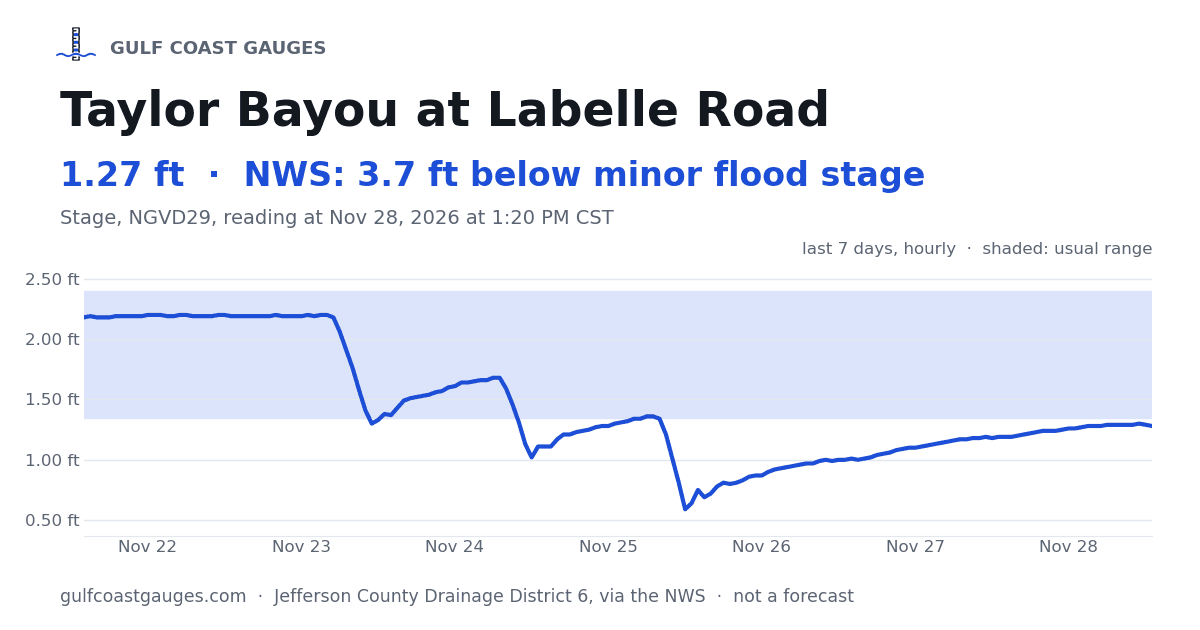 GULF COAST GAUGES
Taylor Bayou at Labelle Road
1.27 ft · NWS: 3.7 ft below minor flood stage
Stage, NGVD29, reading at Nov 28, 2026 at 1:20 PM CST
last 7 days, hourly · shaded: usual range
2.50 ft
2.00 ft
1.50 ft
1.00 ft
0.50 ft
Nov 22 Nov 23 Nov 24 Nov 25 Nov 26 Nov 27 Nov 28
gulfcoastgauges.com · Jefferson County Drainage District 6, via the NWS · not a forecast